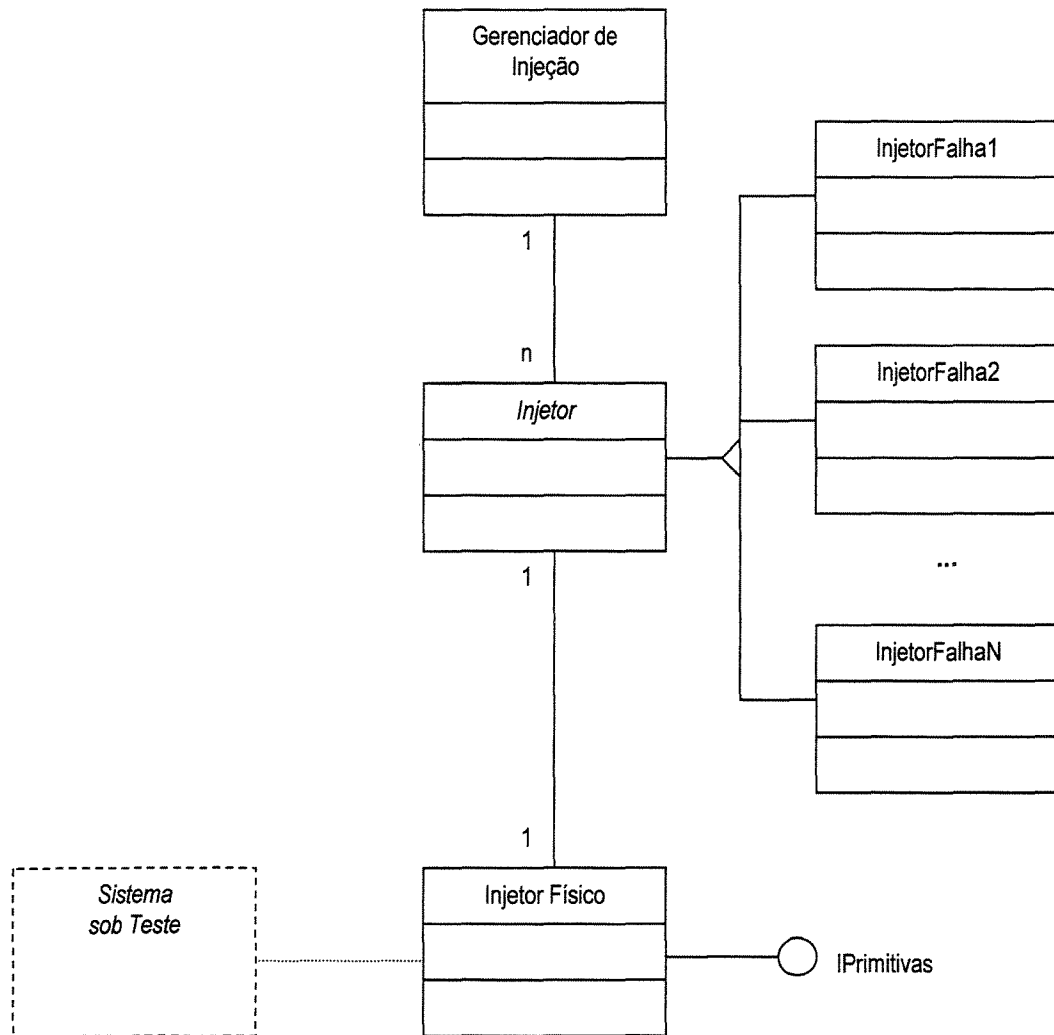 Gerenciador de
Injeção
InjetorFalha1
1
n
InjetorFalha2
Injetor
1
...
InjetorFalhaN
1
Sistema
sob Teste
Injetor Físico
IPrimitivas